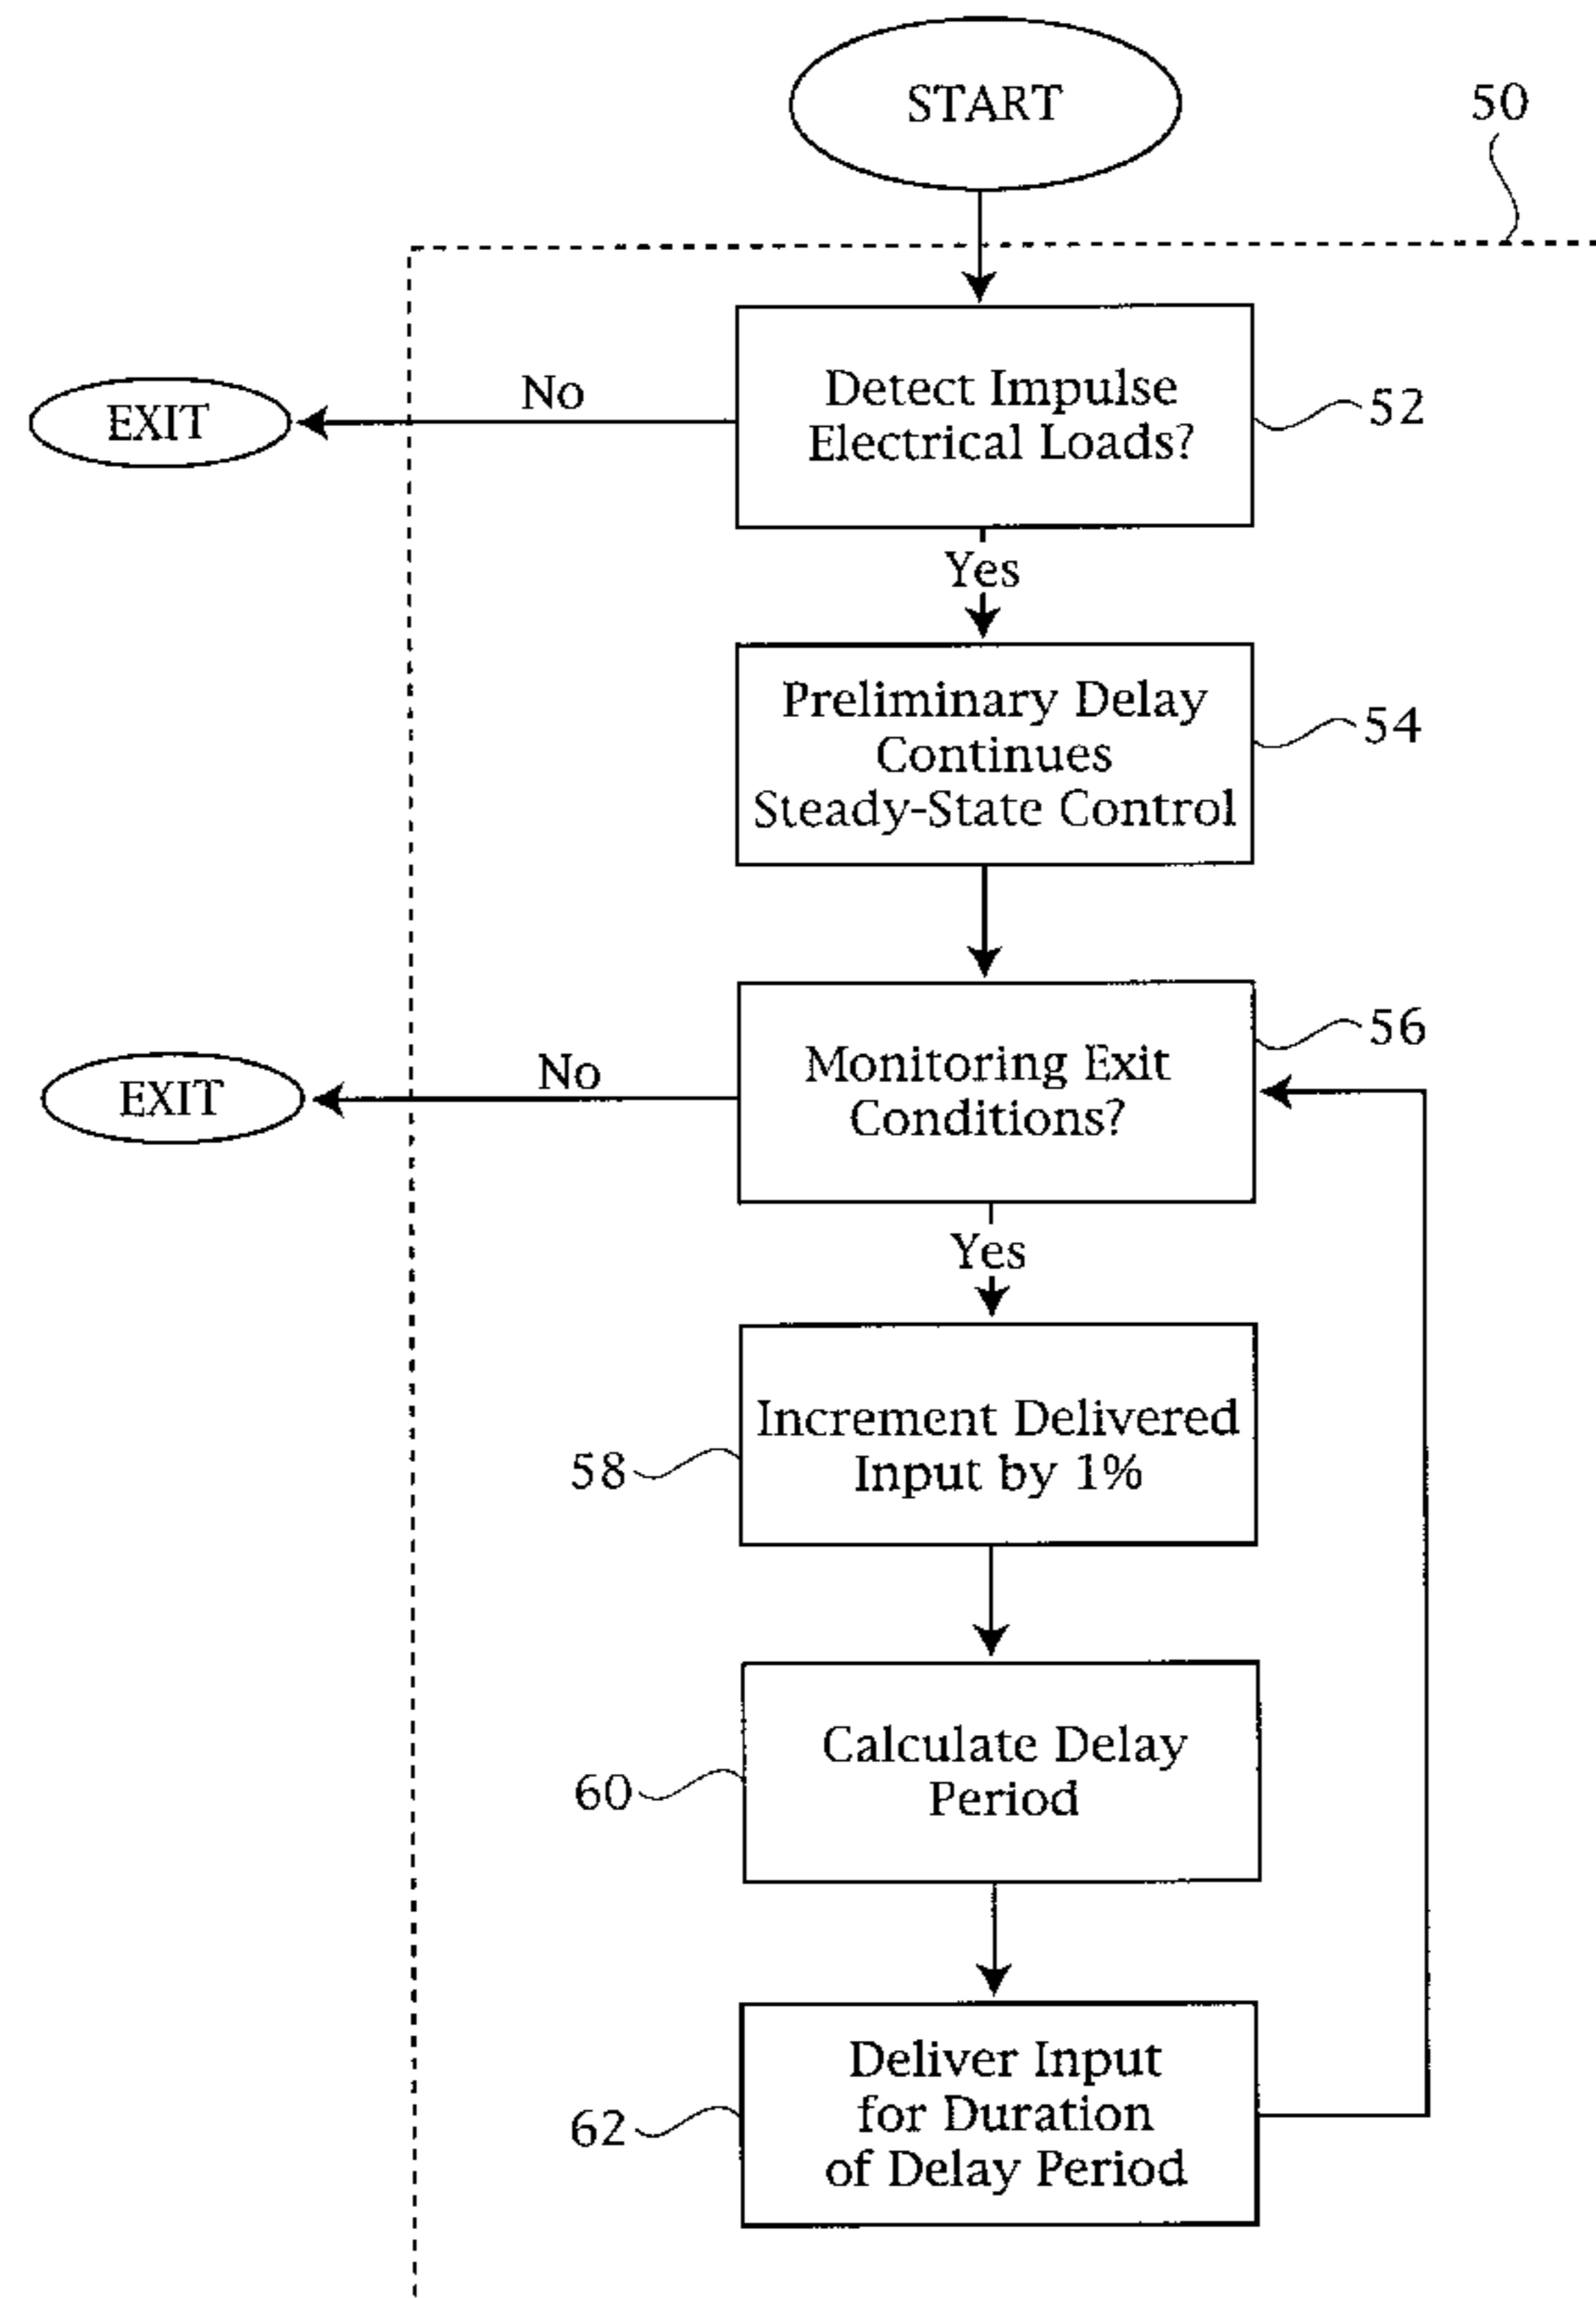 START
50
Detect Impulse
Electrical Loads?
52
No
EXIT
Yes
Preliminary Delay
Continues
Steady-State Control
54
Monitoring Exit
Conditions?
56
No
EXIT
Yes
Increment Delivered
Input by 1%
58
Calculate Delay
Period
60
Deliver Input
for Duration
of Delay Period
62